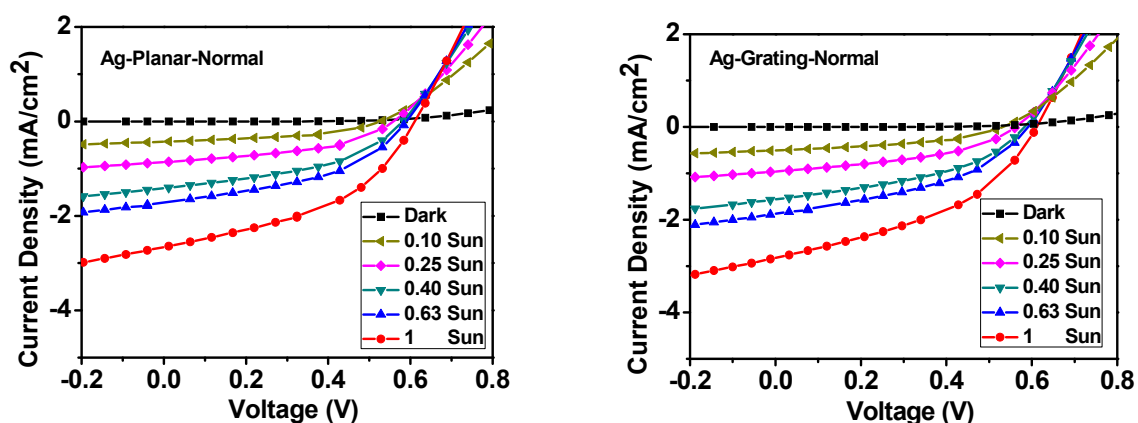 Ag-Planar-Normal
Current Density (mA/cm2)
2
0
-2
-4
Dark
0.10 Sun
0.25 Sun
0.40 Sun
0.63 Sun
1 Sun
-0.2 0.0 0.2 0.4 0.6 0.8
Voltage (V)
Ag-Grating-Normal
Current Density (mA/cm2)
2
0
-2
-4
Dark
0.10 Sun
0.25 Sun
0.40 Sun
0.63 Sun
1 Sun
-0.2 0.0 0.2 0.4 0.6 0.8
Voltage (V)